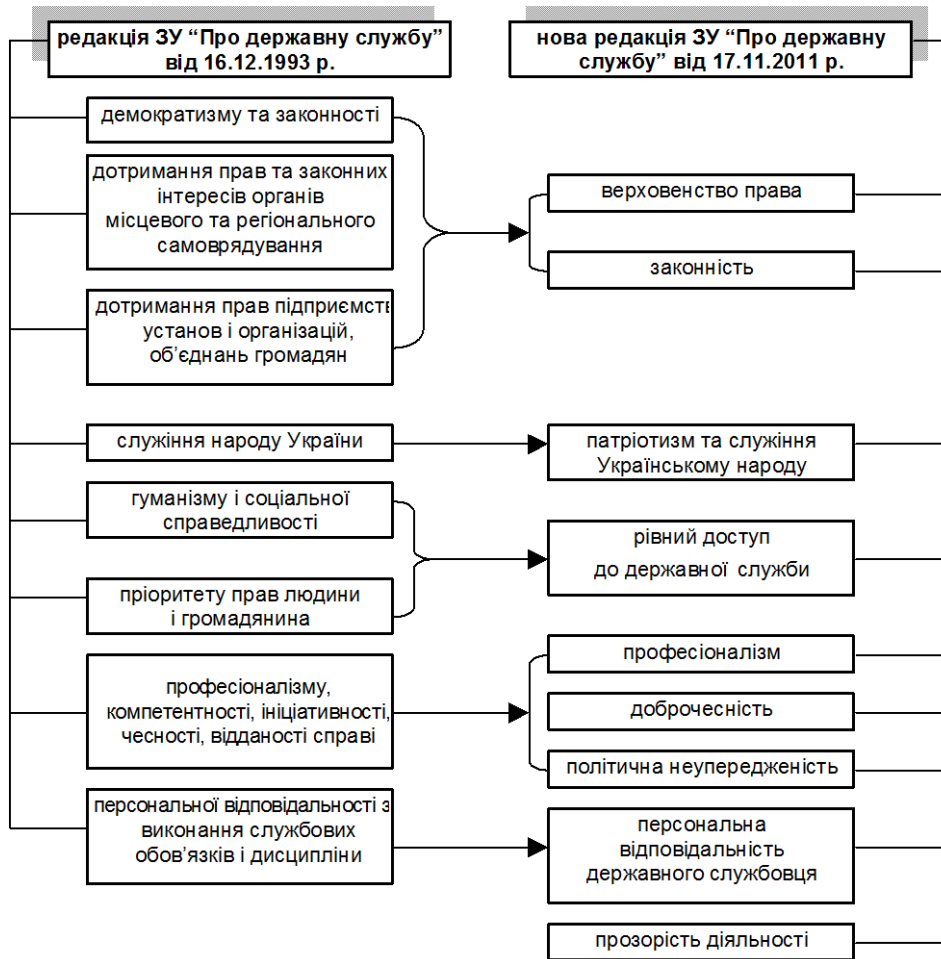 редакція ЗУ “Про державну службу”
від 16.12.1993 р.
нова редакція ЗУ “Про державну
службу” від 17.11.2011 р.
демократизму та законності
дотримання прав та законних
інтересів органів
місцевого та регіонального
самоврядування
дотримання прав підприємств
установ і організацій,
об’єднань громадян
служіння народу України
гуманізму і соціальної
справедливості
пріоритету прав людини
і громадянина
професіоналізму,
компетентності, ініціативності,
чесності, відданості справі
персональної відповідальності з
виконання службових
обов’язків і дисципліни
верховенство права
законність
патріотизм та служіння
Українському народу
рівний доступ
до державної служби
професіоналізм
доброчесність
політична неупередженість
персональна
відповідальність
державного службовця
прозорість діяльності